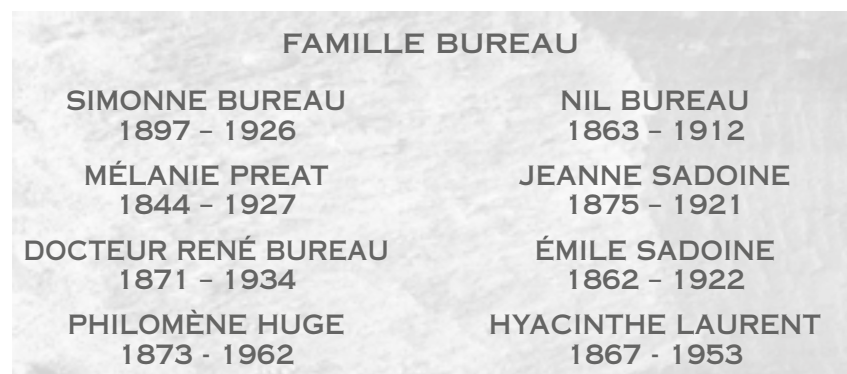 FAMILLE BUREAU
SIMONNE BUREAU
1897 – 1926
MÉLANIE PREAT
1844 – 1927
DOCTEUR RENÉ BUREAU
1871 – 1934
PHILOMÈNE HUGE
1873 - 1962
NIL BUREAU
1863 – 1912
JEANNE SADOINE
1875 – 1921
ÉMILE SADOINE
1862 – 1922
HYACINTHE LAURENT
1867 - 1953